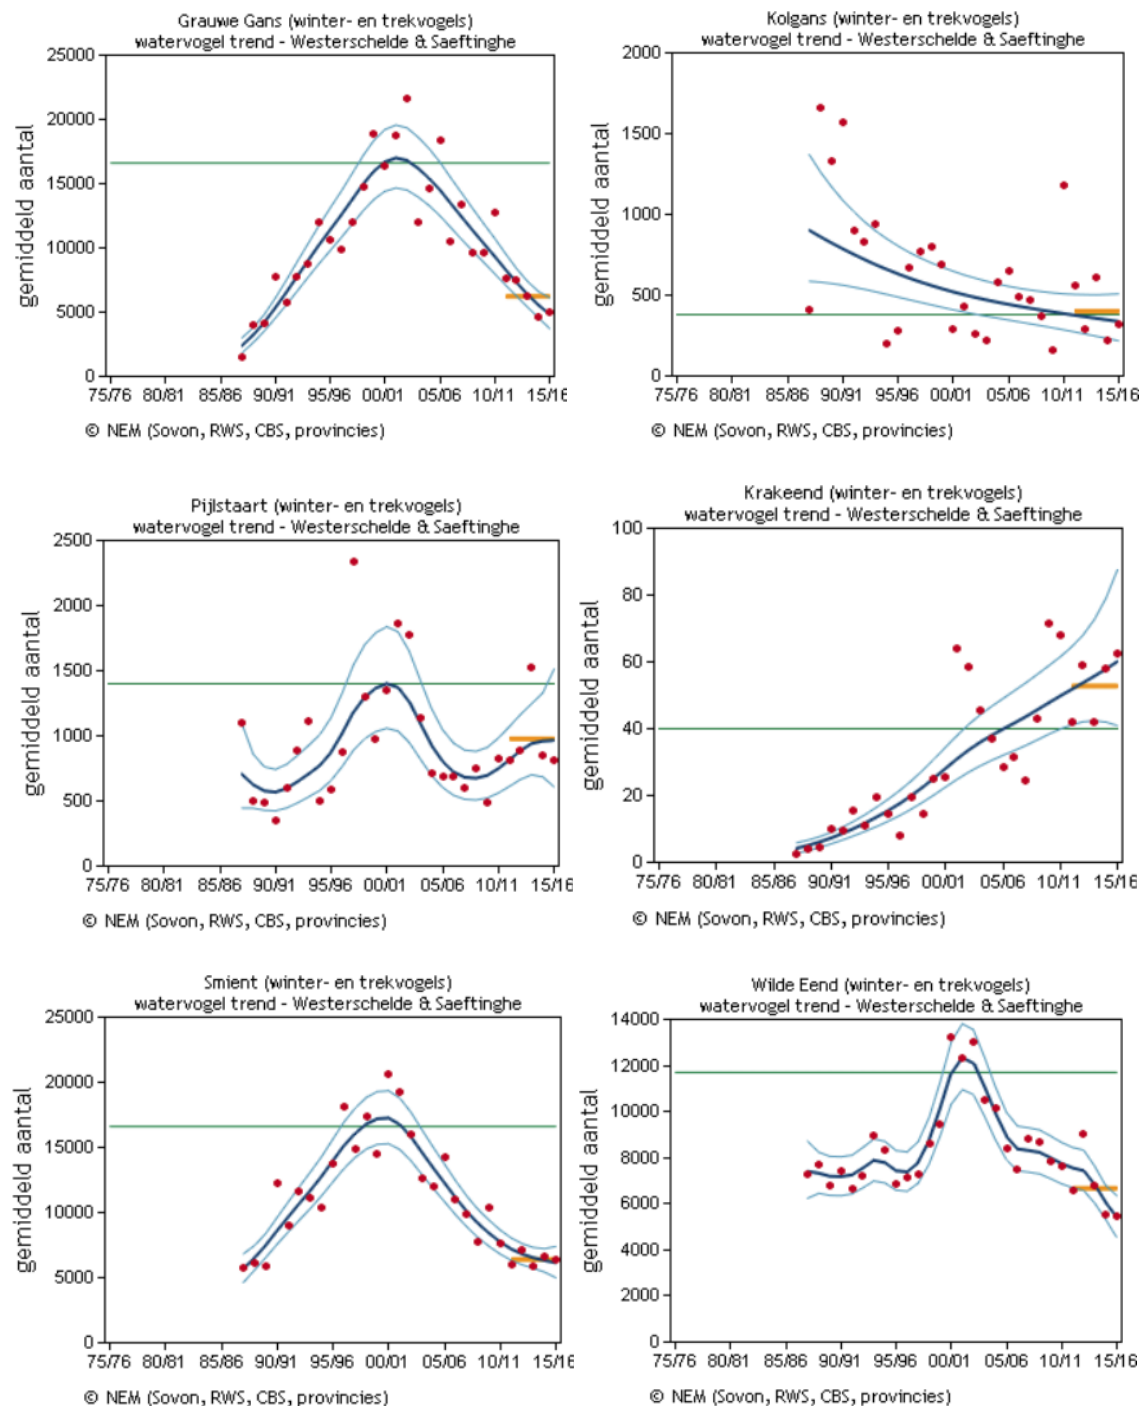 Grauwe Gans (winter- en trekvogels)
watervogel trend - Westerschelde & Saeftinghe
gemiddeld aantal
25000
20000
15000
10000
5000
0
75/76 80/81 85/86 90/91 95/96 00/01 05/06 10/11 15/16
© NEM (Sovon, RWS, CBS, provincies)
Kolgans (winter- en trekvogels)
watervogel trend - Westerschelde & Saeftinghe
gemiddeld aantal
2000
1500
1000
500
0
75/76 80/81 85/86 90/91 95/96 00/01 05/06 10/11 15/16
© NEM (Sovon, RWS, CBS, provincies)
Pijlstaart (winter- en trekvogels)
watervogel trend - Westerschelde & Saeftinghe
gemiddeld aantal
2500
2000
1500
1000
500
0
75/76 80/81 85/86 90/91 95/96 00/01 05/06 10/11 15/16
© NEM (Sovon, RWS, CBS, provincies)
Krakeend (winter- en trekvogels)
watervogel trend - Westerschelde & Saeftinghe
gemiddeld aantal
100
80
60
40
20
0
75/76 80/81 85/86 90/91 95/96 00/01 05/06 10/11 15/16
© NEM (Sovon, RWS, CBS, provincies)
Smient (winter- en trekvogels)
watervogel trend - Westerschelde & Saeftinghe
gemiddeld aantal
25000
20000
15000
10000
5000
0
75/76 80/81 85/86 90/91 95/96 00/01 05/06 10/11 15/16
© NEM (Sovon, RWS, CBS, provincies)
Wilde Eend (winter- en trekvogels)
watervogel trend - Westerschelde & Saeftinghe
gemiddeld aantal
14000
12000
10000
8000
6000
4000
2000
0
75/76 80/81 85/86 90/91 95/96 00/01 05/06 10/11 15/16
© NEM (Sovon, RWS, CBS, provincies)